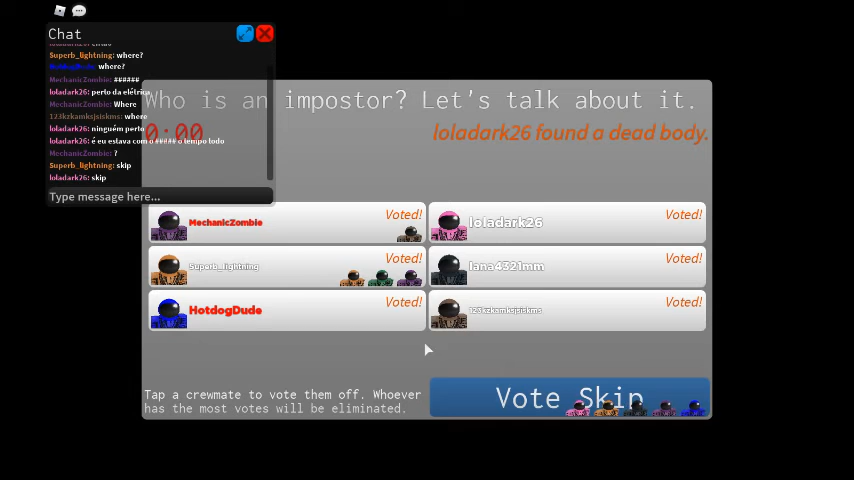 Chat
Superb_lightning: where?
HotdogDude: where?
MechanicZombie: ######
loladark26: perto da elétrica
MechanicZombie: Where
123kzkamksjsiskms: where
loladark26: ninguém perto
loladark26: é eu estava com o ##### o tempo todo
MechanicZombie: ?
Superb_lightning: skip
loladark26: skip
Type message here...
Who is an impostor? Let's talk about it.
0:00
loladark26 found a dead body.
MechanicZombie Voted!
loladark26 Voted!
Superb_lightning Voted!
lana4321mm Voted!
HotdogDude Voted!
123kzkamksjsiskms Voted!
Tap a crewmate to vote them off. Whoever
has the most votes will be eliminated.
Vote Skip